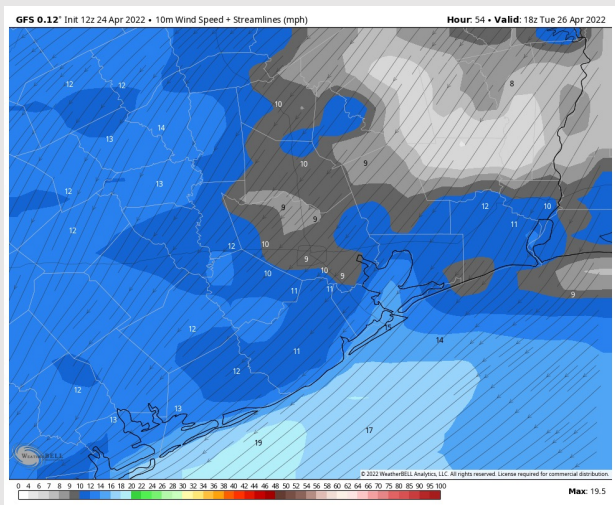 GFS 0.12° Init 12z 24 Apr 2022 • 10m Wind Speed + Streamlines (mph)
Hour: 54 • Valid: 18z Tue 26 Apr 2022
12 12 8
10
14
13
10 9
13
12
9 12 10
9 11
12
12 10
9
10 10 9
11 11 9
15
12 14
11
12
12
13 13
17
19
WeatherBELL
© 2022 WeatherBELL Analytics, LLC. All rights reserved. License required for commercial distribution.
0 4 6 7 8 9 10 12 14 16 18 20 22 24 26 28 30 32 34 36 38 40 42 44 46 48 50 52 54 56 58 60 62 64 66 68 70 75 80 85 90 95 100
Max: 19.5